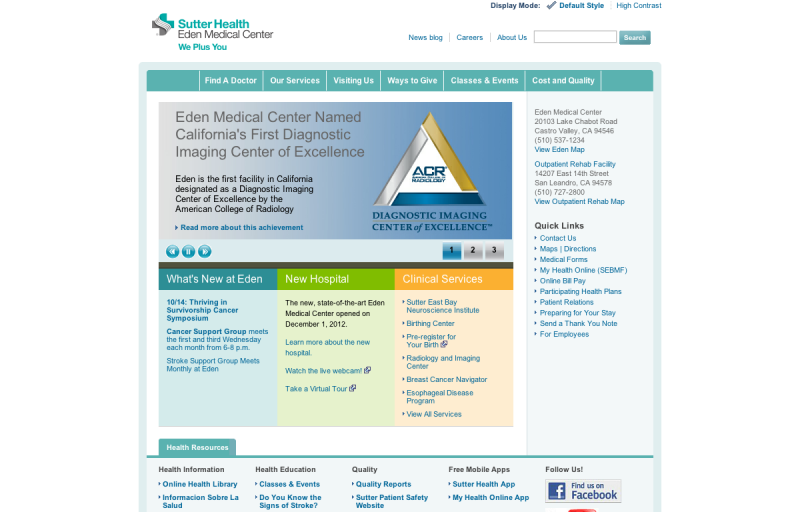 Display Mode: Default Style High Contrast
Sutter Health
Eden Medical Center
We Plus You
News blog Careers About Us Search
Find A Doctor Our Services Visiting Us Ways to Give Classes & Events Cost and Quality
Eden Medical Center Named
California's First Diagnostic
Imaging Center of Excellence
Eden is the first facility in California
designated as a Diagnostic Imaging
Center of Excellence by the
American College of Radiology
Read more about this achievement
ACR
AMERICAN COLLEGE OF
RADIOLOGY
DIAGNOSTIC IMAGING
CENTER of EXCELLENCE™
1 2 3
What's New at Eden
10/14: Thriving in
Survivorship Cancer
Symposium
Cancer Support Group meets
the first and third Wednesday
each month from 6-8 p.m.
Stroke Support Group Meets
Monthly at Eden
New Hospital
The new, state-of-the-art Eden
Medical Center opened on
December 1, 2012.
Learn more about the new
hospital.
Watch the live webcam!
Take a Virtual Tour
Clinical Services
Sutter East Bay
Neuroscience Institute
Birthing Center
Pre-register for
Your Birth
Radiology and Imaging
Center
Breast Cancer Navigator
Esophageal Disease
Program
View All Services
Eden Medical Center
20103 Lake Chabot Road
Castro Valley, CA 94546
(510) 537-1234
View Eden Map
Outpatient Rehab Facility
14207 East 14th Street
San Leandro, CA 94578
(510) 727-2800
View Outpatient Rehab Map
Quick Links
Contact Us
Maps | Directions
Medical Forms
My Health Online (SEBMF)
Online Bill Pay
Participating Health Plans
Patient Relations
Preparing for Your Stay
Send a Thank You Note
For Employees
Health Resources
Health Information
Online Health Library
Informacion Sobre La
Salud
Health Education
Classes & Events
Do You Know the
Signs of Stroke?
Quality
Quality Reports
Sutter Patient Safety
Website
Free Mobile Apps
Sutter Health App
My Health Online App
Follow Us!
Find us on
Facebook